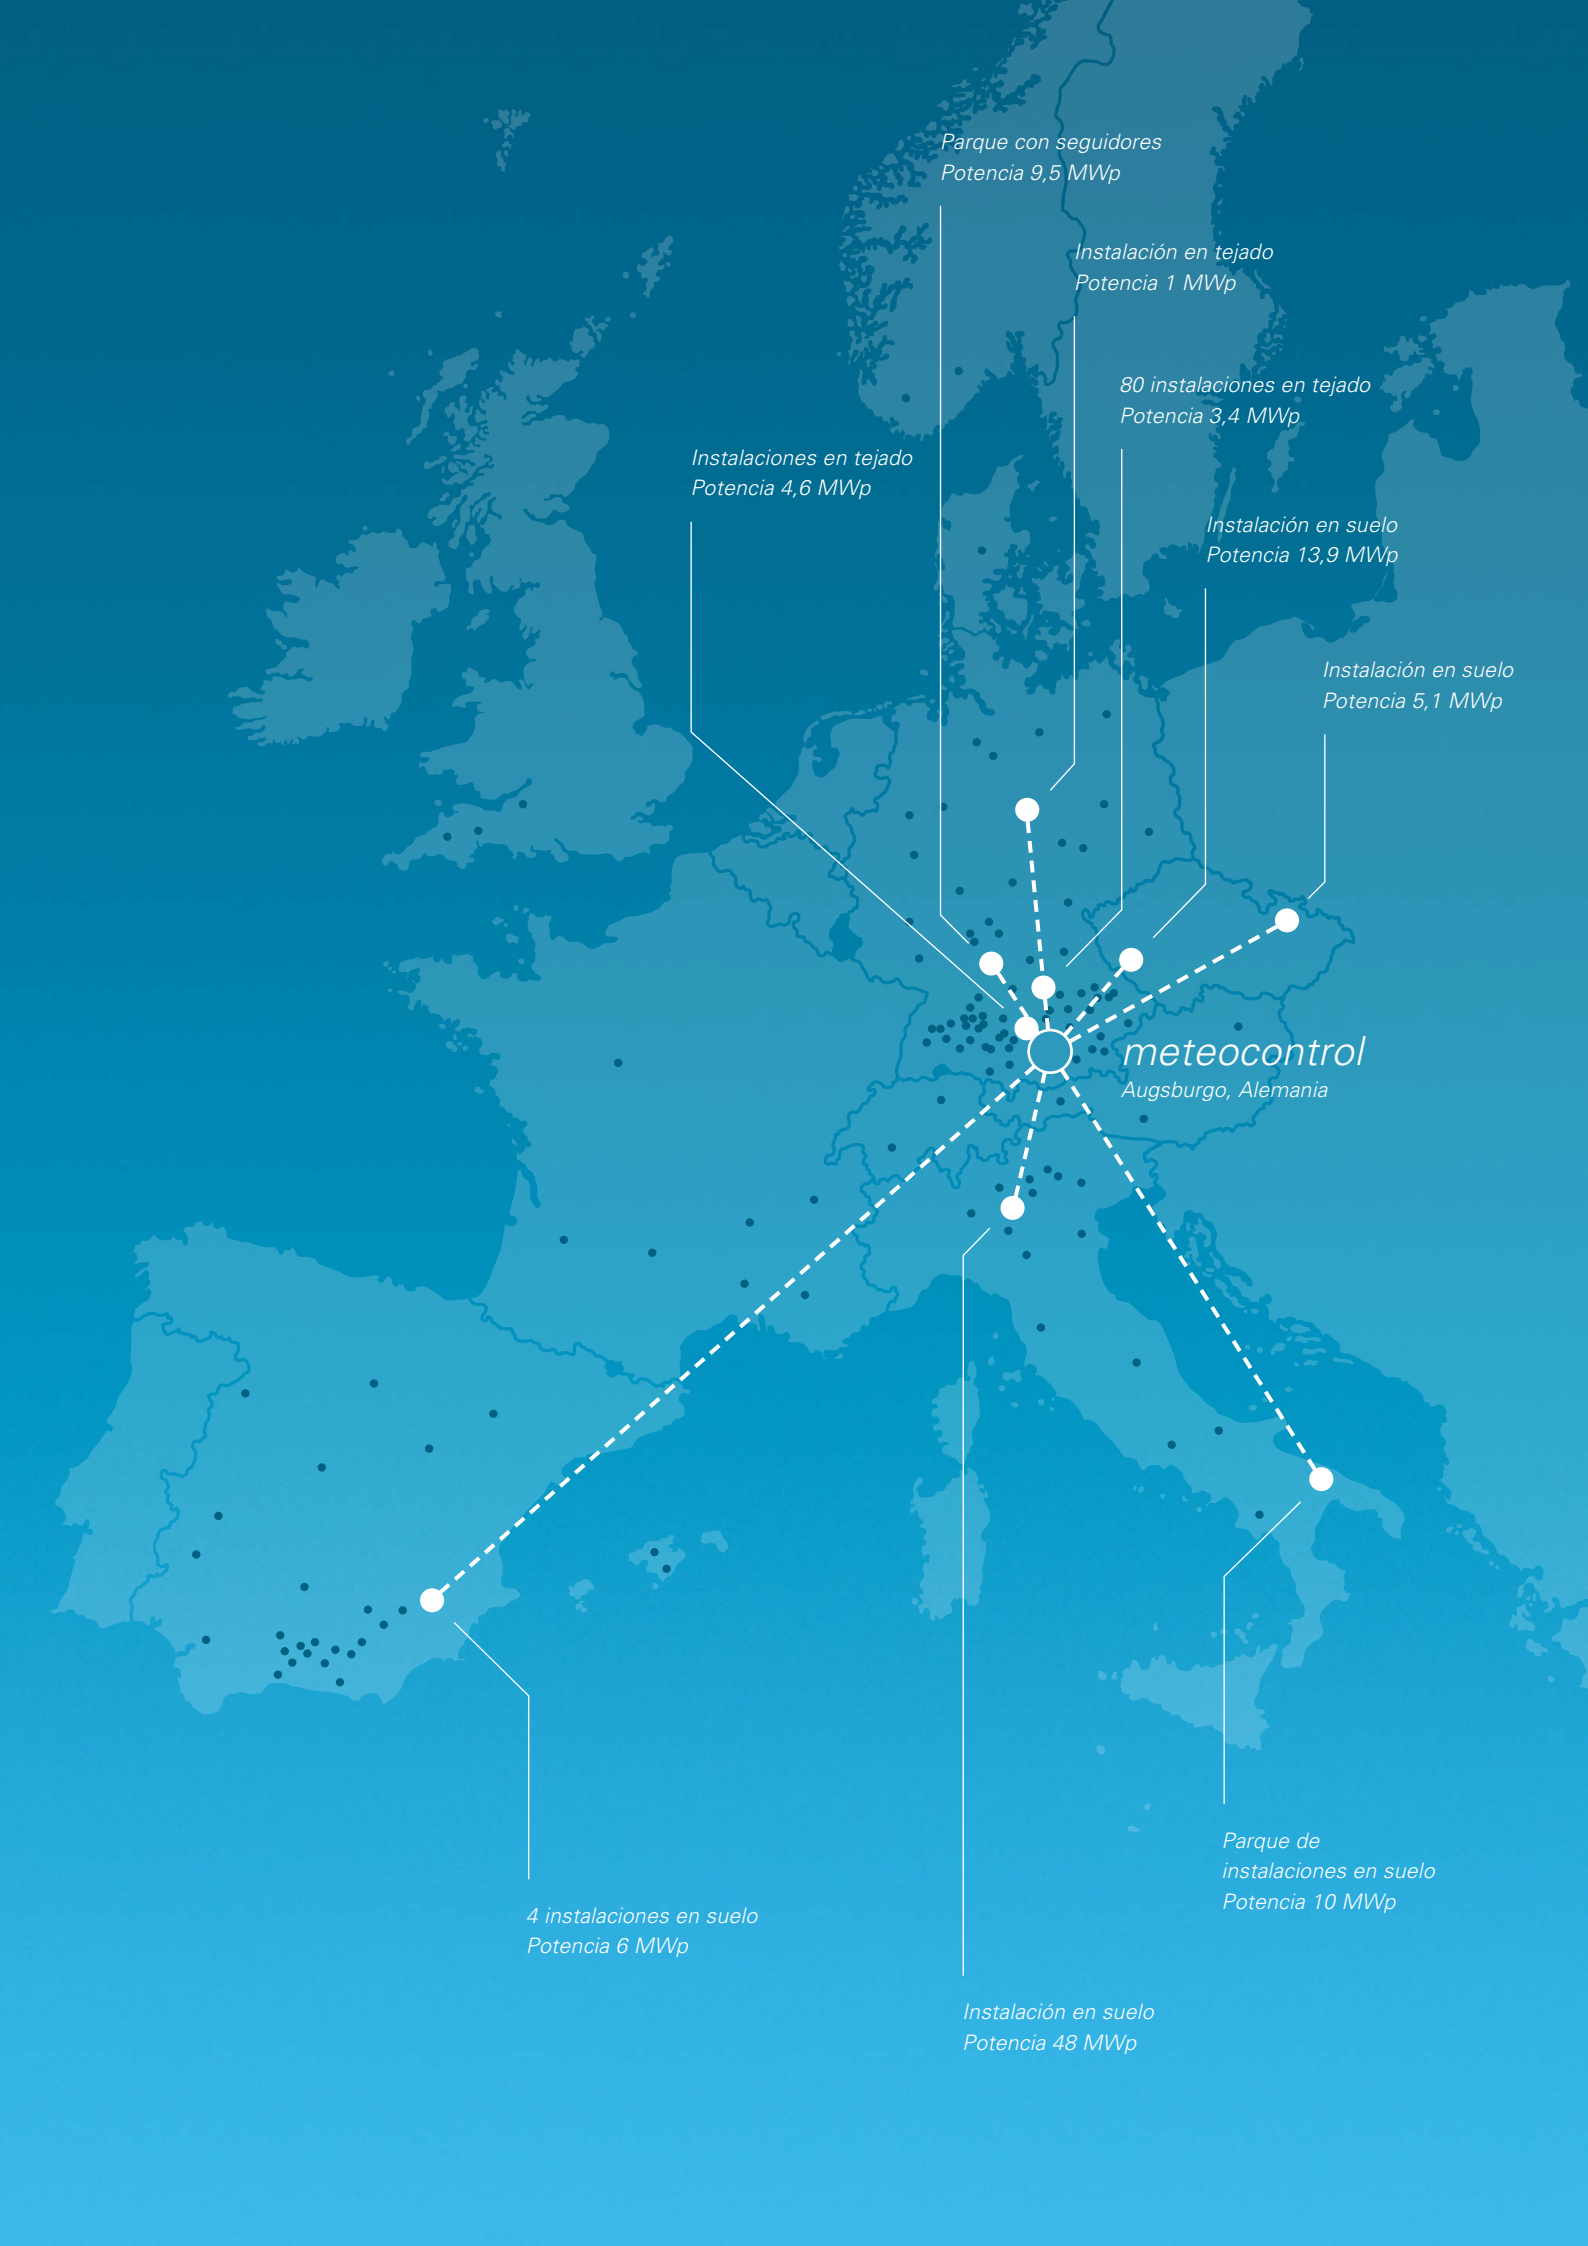 Parque con seguidores
Potencia 9,5 MWp
Instalación en tejado
Potencia 1 MWp
80 instalaciones en tejado
Potencia 3,4 MWp
Instalaciones en tejado
Potencia 4,6 MWp
Instalación en suelo
Potencia 13,9 MWp
Instalación en suelo
Potencia 5,1 MWp
meteocontrol
Augsburgo, Alemania
Parque de
instalaciones en suelo
Potencia 10 MWp
4 instalaciones en suelo
Potencia 6 MWp
Instalación en suelo
Potencia 48 MWp